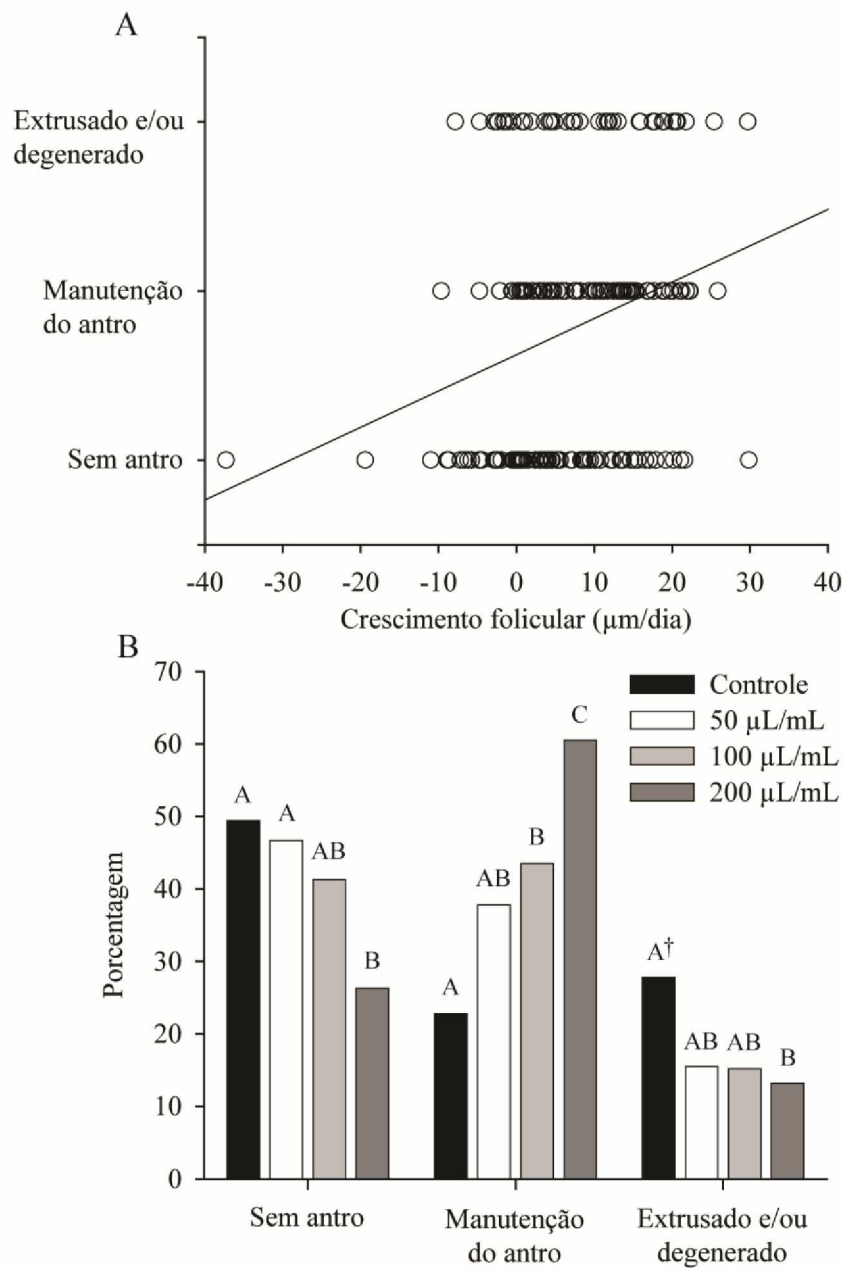 A
Extrusado e/ou
degenerado
Manutenção
do antro
Sem antro
-40 -30 -20 -10 0 10 20 30 40
Crescimento folicular (µm/dia)
B
70
60
50
40
30
20
10
0
Porcentagem
Controle
50 µL/mL
100 µL/mL
200 µL/mL
A A AB B
A AB B C
A† AB AB B
Sem antro
Manutenção
do antro
Extrusado e/ou
degenerado